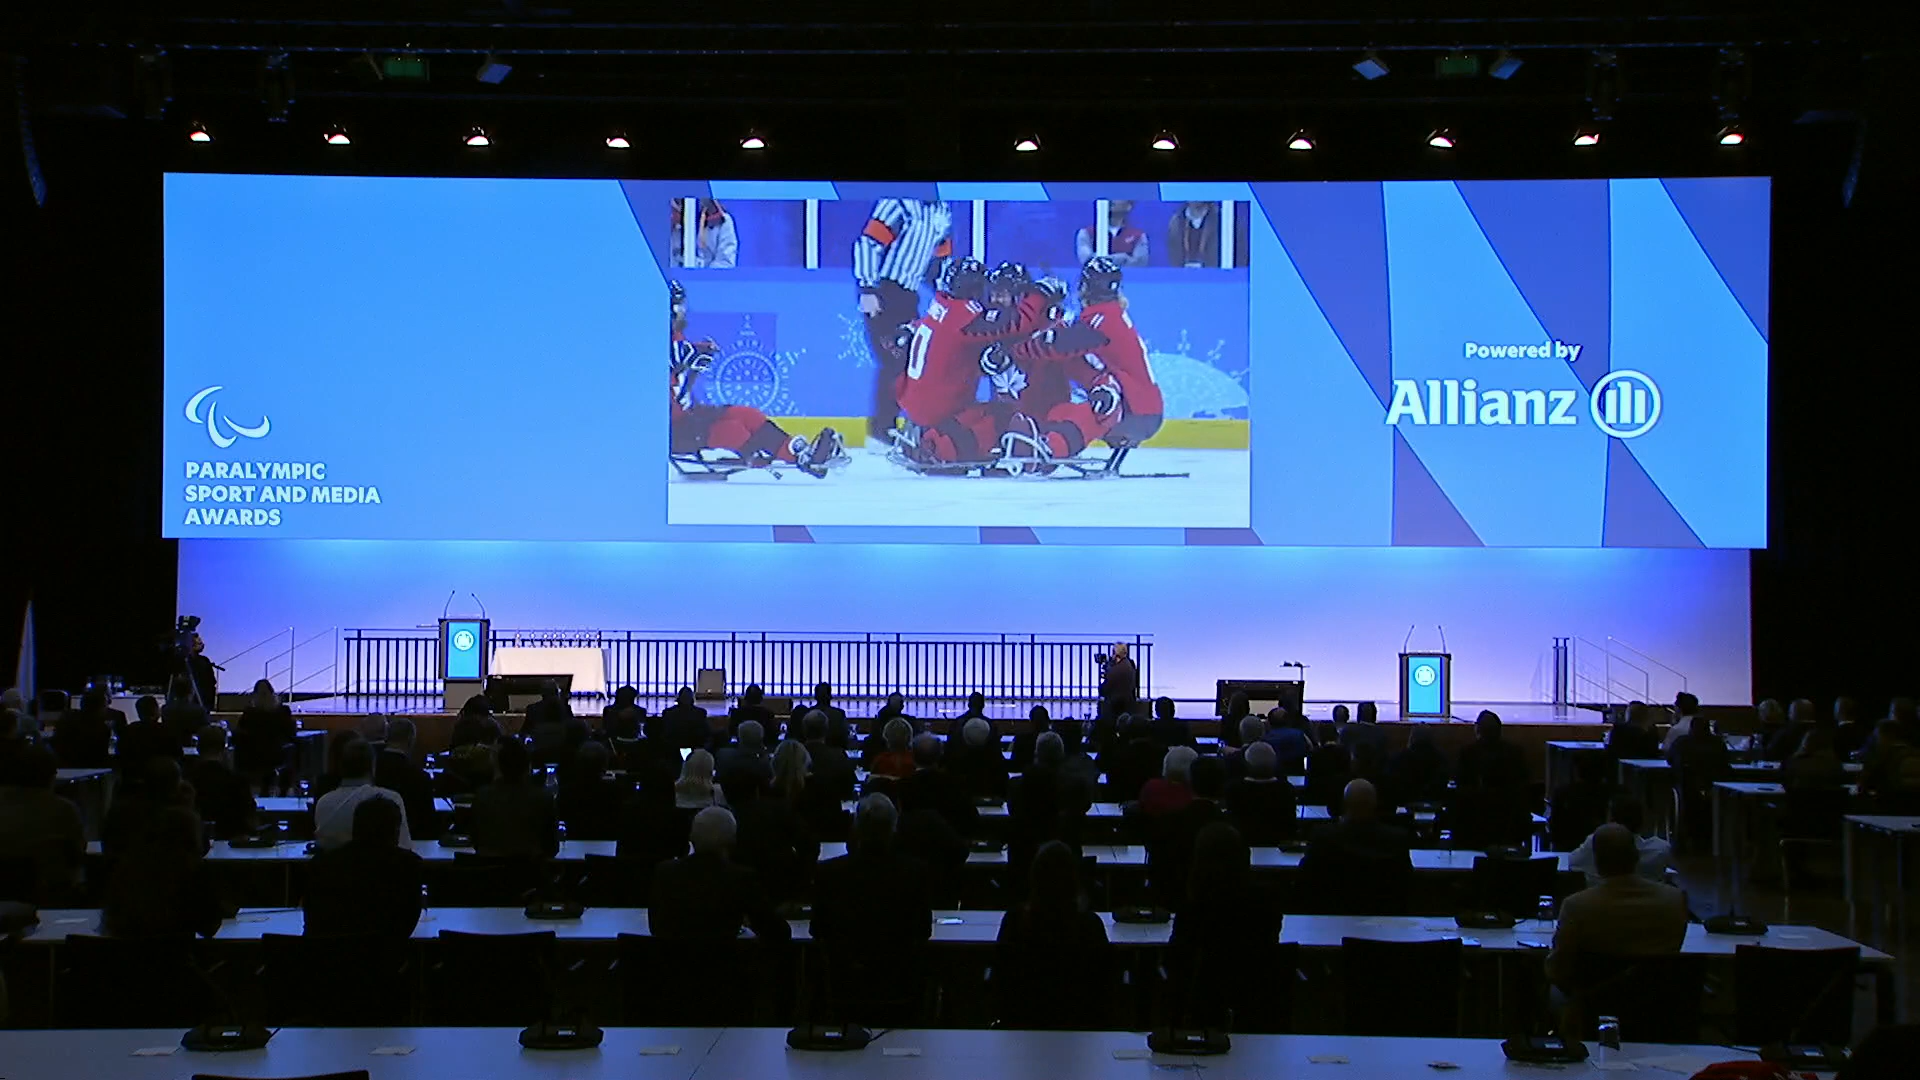 PARALYMPIC
SPORT AND MEDIA
AWARDS
Powered by
Allianz